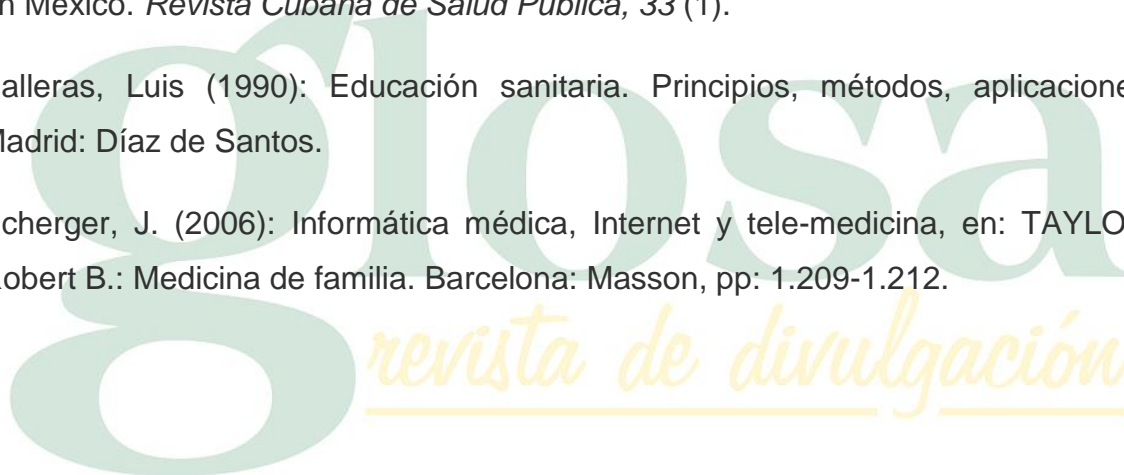 n México. Revista Cubana de Salud Pública, 33 (1).
alleras, Luis (1990): Educación sanitaria. Principios, métodos, aplicacione
Madrid: Díaz de Santos.
cherger, J. (2006): Informática médica, Internet y tele-medicina, en: TAYLO
obert B.: Medicina de familia. Barcelona: Masson, pp: 1.209-1.212.
glosa
revista de divulgación